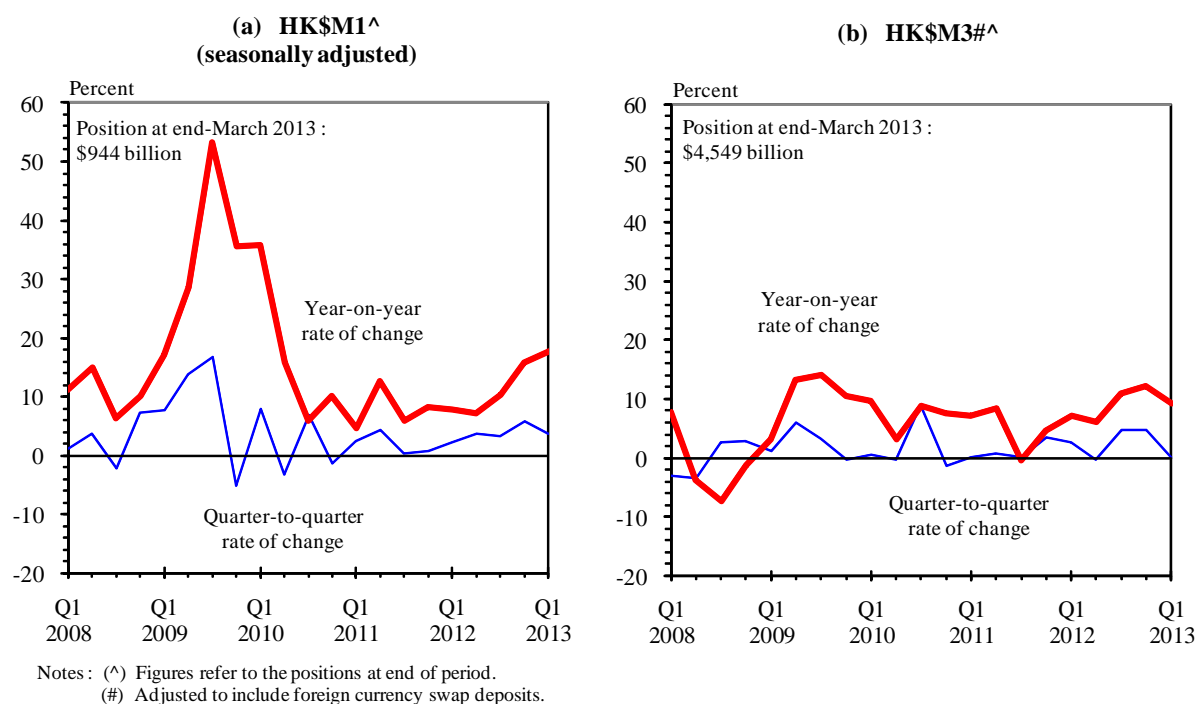 (a) HK$M1^
(seasonally adjusted)
Percent
60
50
40
30
20
10
0
-10
-20
Position at end-March 2013 :
$944 billion
Year-on-year
rate of change
Quarter-to-quarter
rate of change
Q1 Q1 Q1 Q1 Q1 Q1
2008 2009 2010 2011 2012 2013
(b) HK$M3#^
Percent
60
50
40
30
20
10
0
-10
-20
Position at end-March 2013 :
$4,549 billion
Year-on-year
rate of change
Quarter-to-quarter
rate of change
Q1 Q1 Q1 Q1 Q1 Q1
2008 2009 2010 2011 2012 2013
Notes : (^) Figures refer to the positions at end of period.
(#) Adjusted to include foreign currency swap deposits.